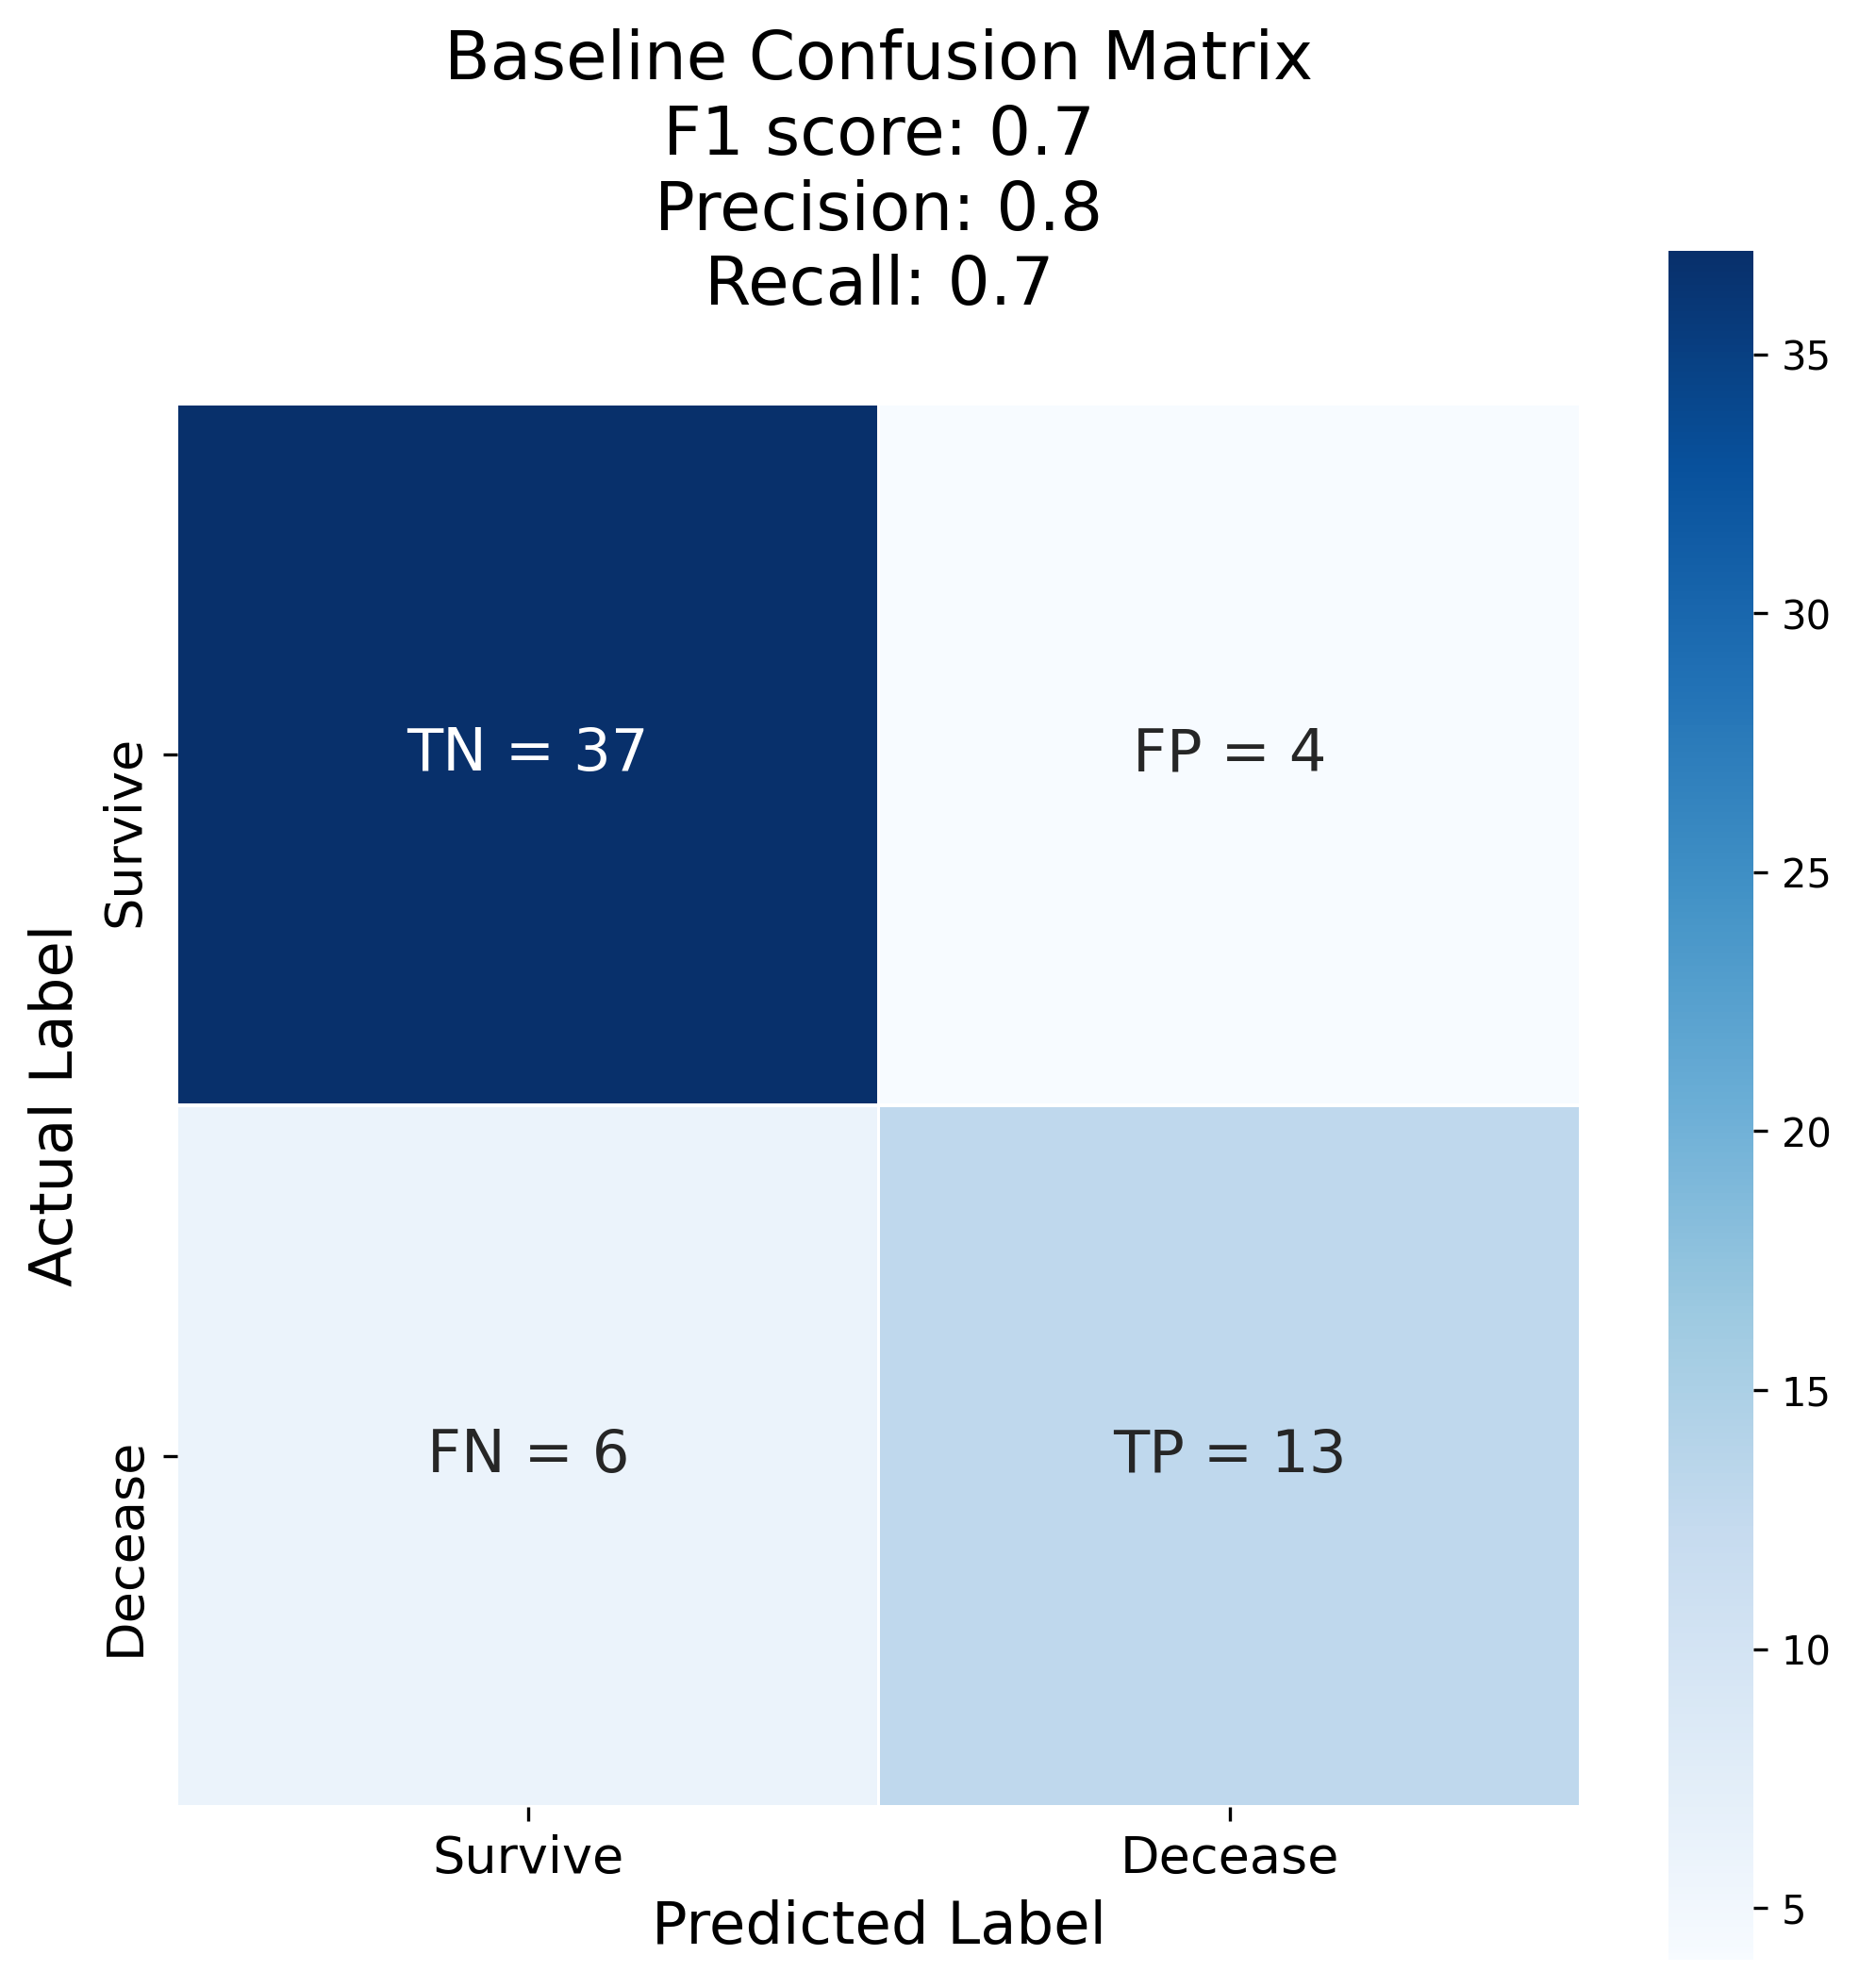 Baseline Confusion Matrix
F1 score: 0.7
Precision: 0.8
Recall: 0.7
Actual Label
Survive
Decease
TN = 37
FP = 4
FN = 6
TP = 13
Survive
Decease
Predicted Label
35
30
25
20
15
10
5